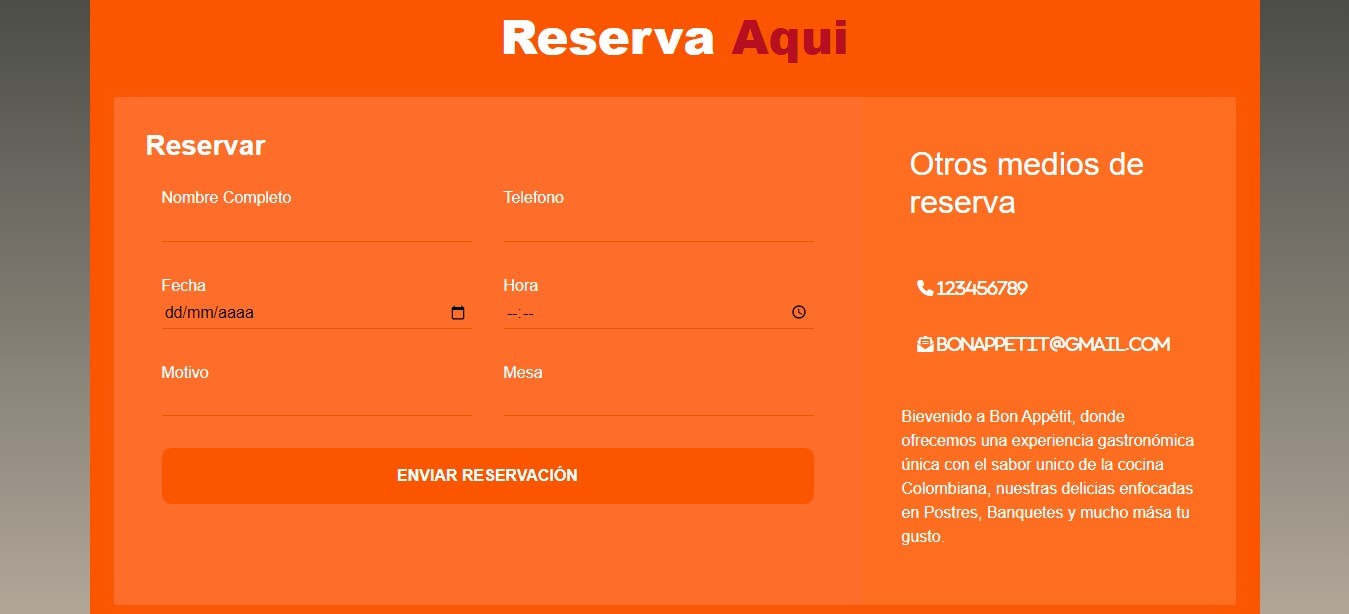 Reserva Aqui
Reservar
Nombre Completo
Telefono
Fecha
dd/mm/aaaa
Hora
--:--
Motivo
Mesa
ENVIAR RESERVACIÓN
Otros medios de
reserva
123456789
BONAPPETIT@GMAIL.COM
Bievenido a Bon Appètit, donde
ofrecemos una experiencia gastronómica
única con el sabor unico de la cocina
Colombiana, nuestras delicias enfocadas
en Postres, Banquetes y mucho mása tu
gusto.